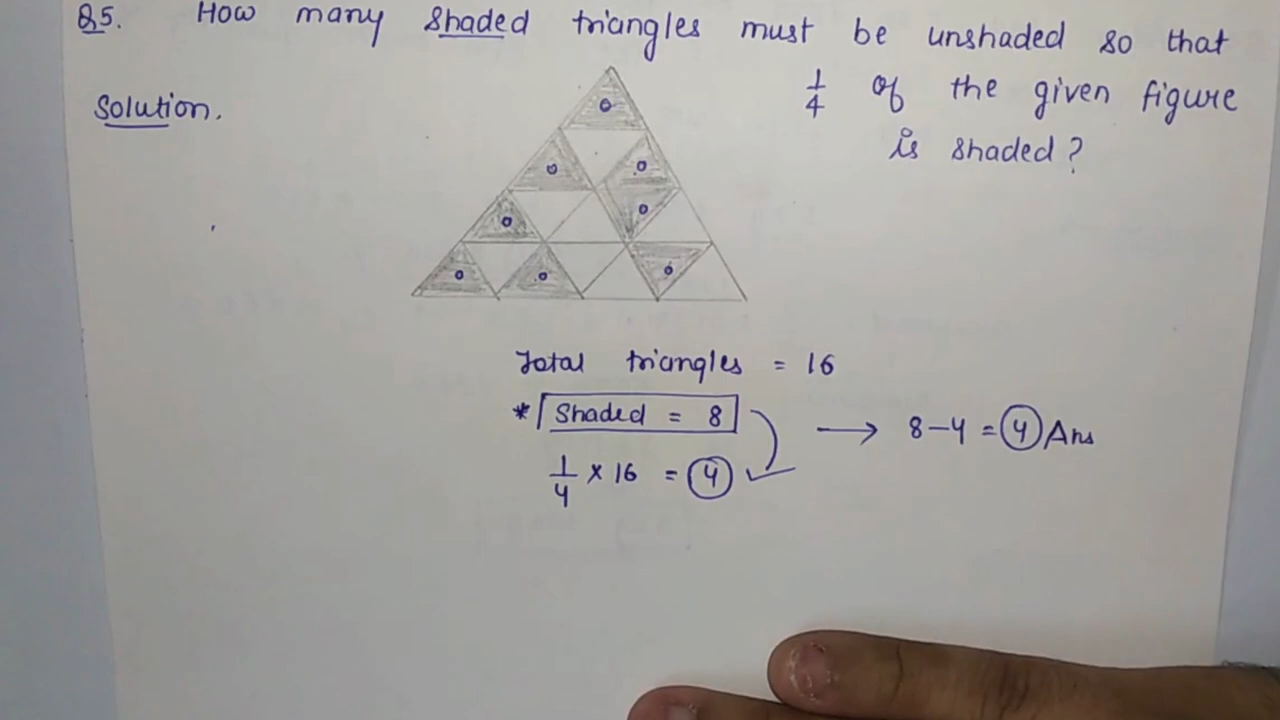 Q5. How many shaded triangles must be unshaded so that
1/4 of the given figure
is shaded?
Solution.
Total triangles = 16
* Shaded = 8 → 8-4 = 4 Ans
1/4 × 16 = 4